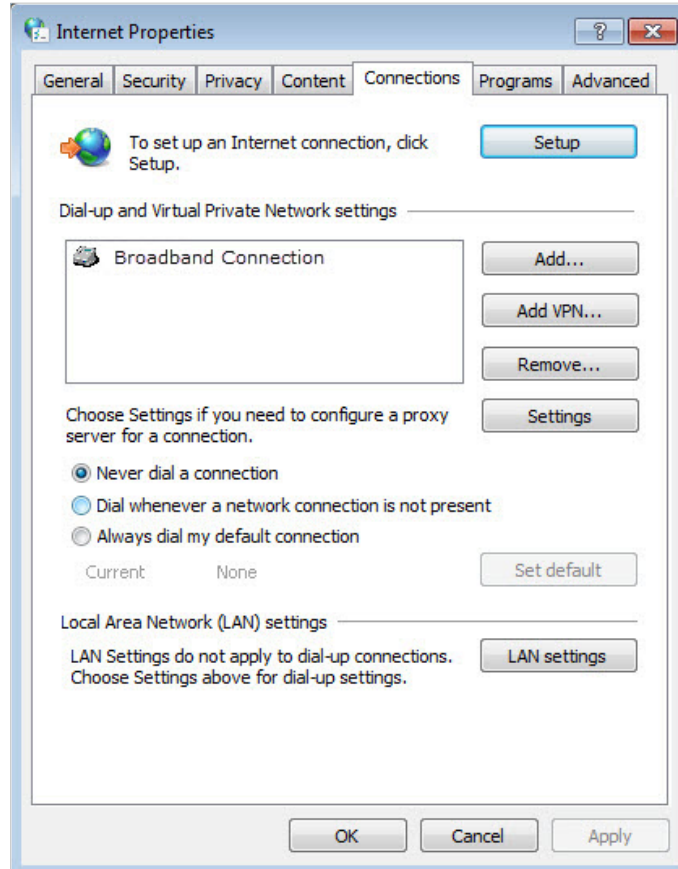 Internet Properties
?
General Security Privacy Content Connections Programs Advanced
To set up an Internet connection, click
Setup.
Setup
Dial-up and Virtual Private Network settings
Broadband Connection
Add...
Add VPN...
Remove...
Choose Settings if you need to configure a proxy
server for a connection.
Settings
Never dial a connection
Dial whenever a network connection is not present
Always dial my default connection
Current None
Set default
Local Area Network (LAN) settings
LAN Settings do not apply to dial-up connections.
Choose Settings above for dial-up settings.
LAN settings
OK Cancel Apply